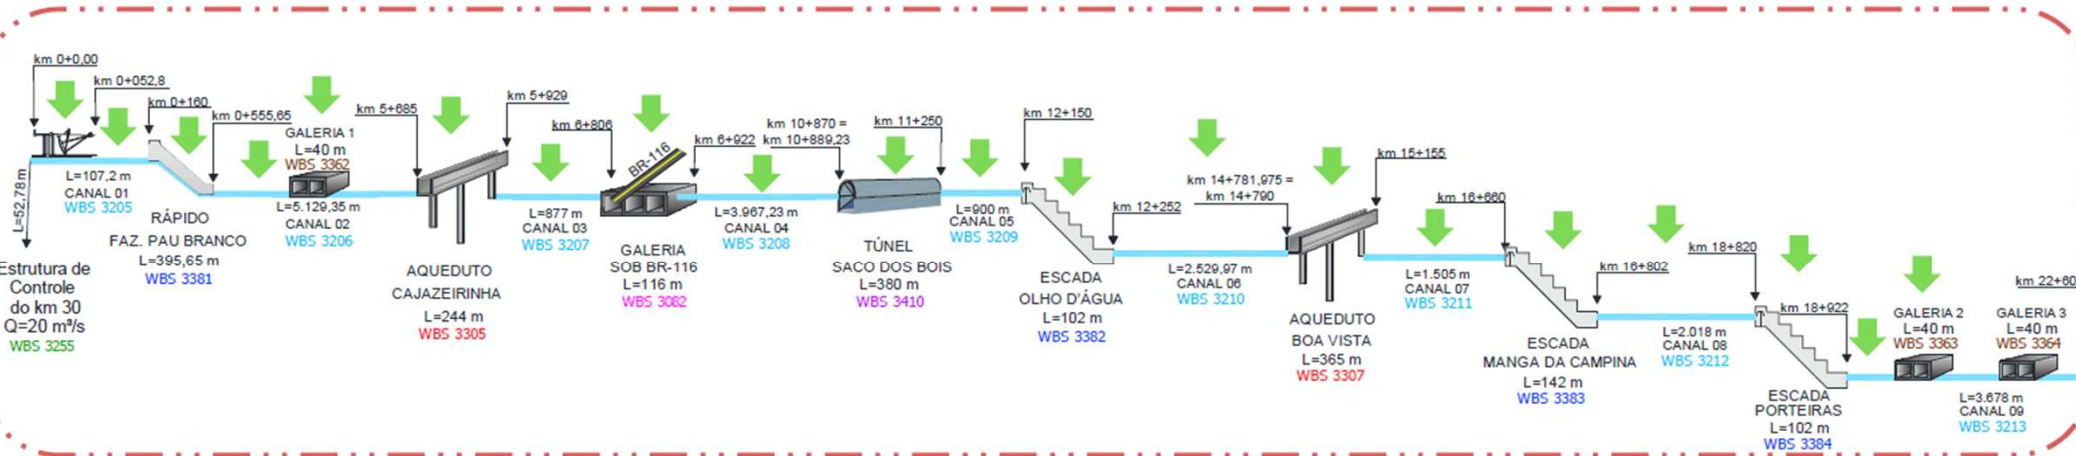 km 0+0,00
km 0+052,8
km 0+160
km 0+555,65
GALERIA 1
L=40 m
WBS 3362
km 5+685
km 5+929
km 6+806
BR-116
km 6+922
km 10+870 =
km 10+889,23
km 11+250
km 12+150
km 12+252
km 14+781,975 =
km 14+790
km 15+155
km 16+660
km 16+802
km 18+820
km 18+922
L=52,78m
Estrutura de
Controle
do km 30
Q=20 m³/s
WBS 3255
L=107,2 m
CANAL 01
WBS 3205
RÁPIDO
FAZ. PAU BRANCO
L=395,65 m
WBS 3381
L=5.129,35 m
CANAL 02
WBS 3206
AQUEDUTO
CAJAZEIRINHA
L=244 m
WBS 3305
L=877 m
CANAL 03
WBS 3207
GALERIA
SOB BR-116
L=116 m
WBS 3082
L=3.967,23 m
CANAL 04
WBS 3208
TÚNEL
SACO DOS BOIS
L=380 m
WBS 3410
L=900 m
CANAL 05
WBS 3209
ESCADA
OLHO D'ÁGUA
L=102 m
WBS 3382
L=2.529,97 m
CANAL 06
WBS 3210
AQUEDUTO
BOA VISTA
L=365 m
WBS 3307
L=1.505 m
CANAL 07
WBS 3211
ESCADA
MANGA DA CAMPINA
L=142 m
WBS 3383
L=2.018 m
CANAL 08
WBS 3212
ESCADA
PORTEIRAS
L=102 m
WBS 3384
GALERIA 2
L=40 m
WBS 3363
km 22+60
GALERIA 3
L=40 m
WBS 3364
L=3.678 m
CANAL 09
WBS 3213